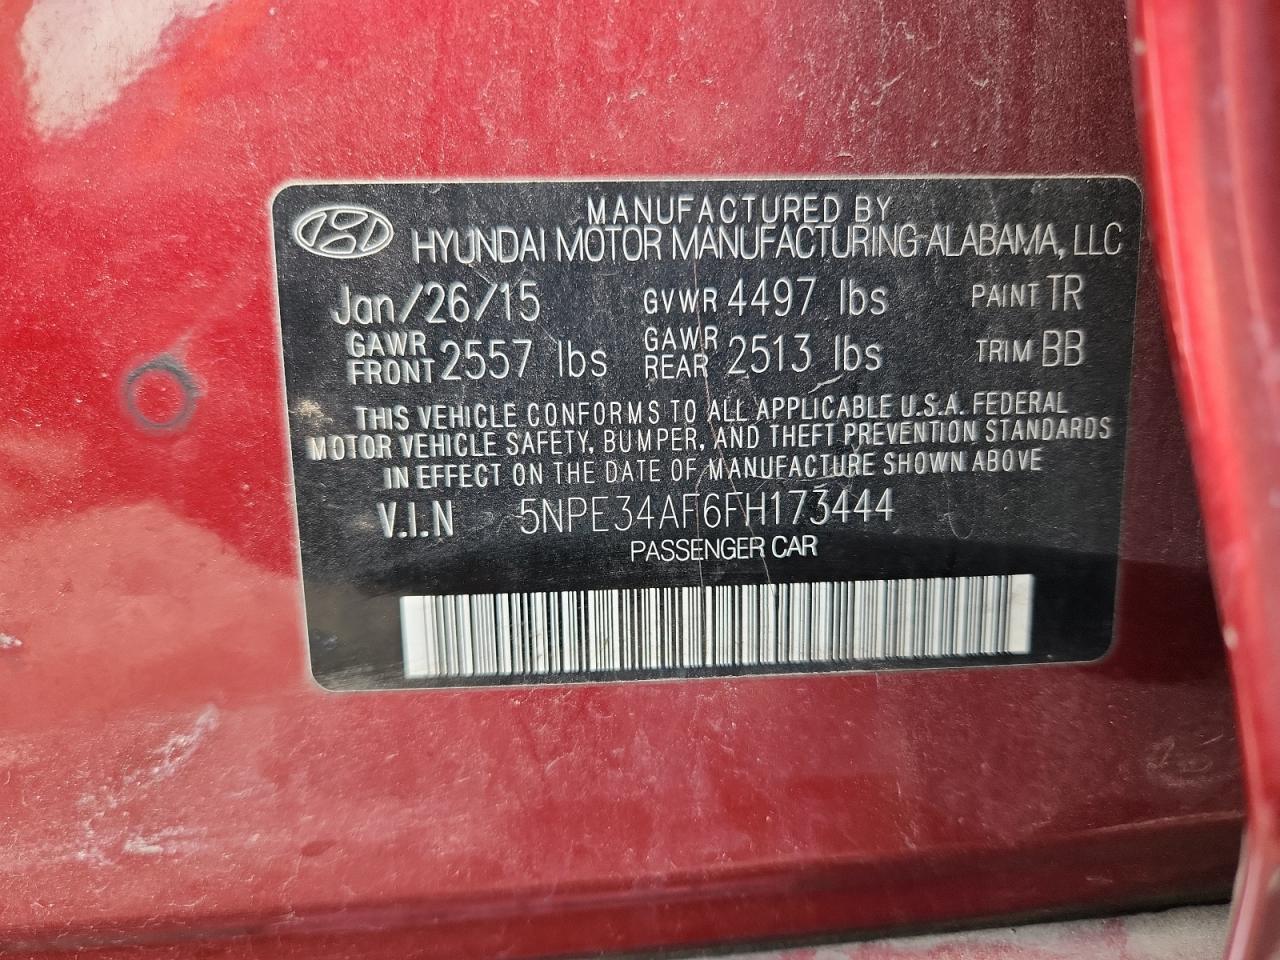 MANUFACTURED BY
HYUNDAI MOTOR MANUFACTURING ALABAMA, LLC
Jan/26/15 GVWR 4497 lbs PAINT TR
GAWR FRONT 2557 lbs GAWR REAR 2513 lbs TRIM BB
THIS VEHICLE CONFORMS TO ALL APPLICABLE U.S.A. FEDERAL
MOTOR VEHICLE SAFETY, BUMPER, AND THEFT PREVENTION STANDARDS
IN EFFECT ON THE DATE OF MANUFACTURE SHOWN ABOVE
V.I.N 5NPE34AF6FH173444
PASSENGER CAR